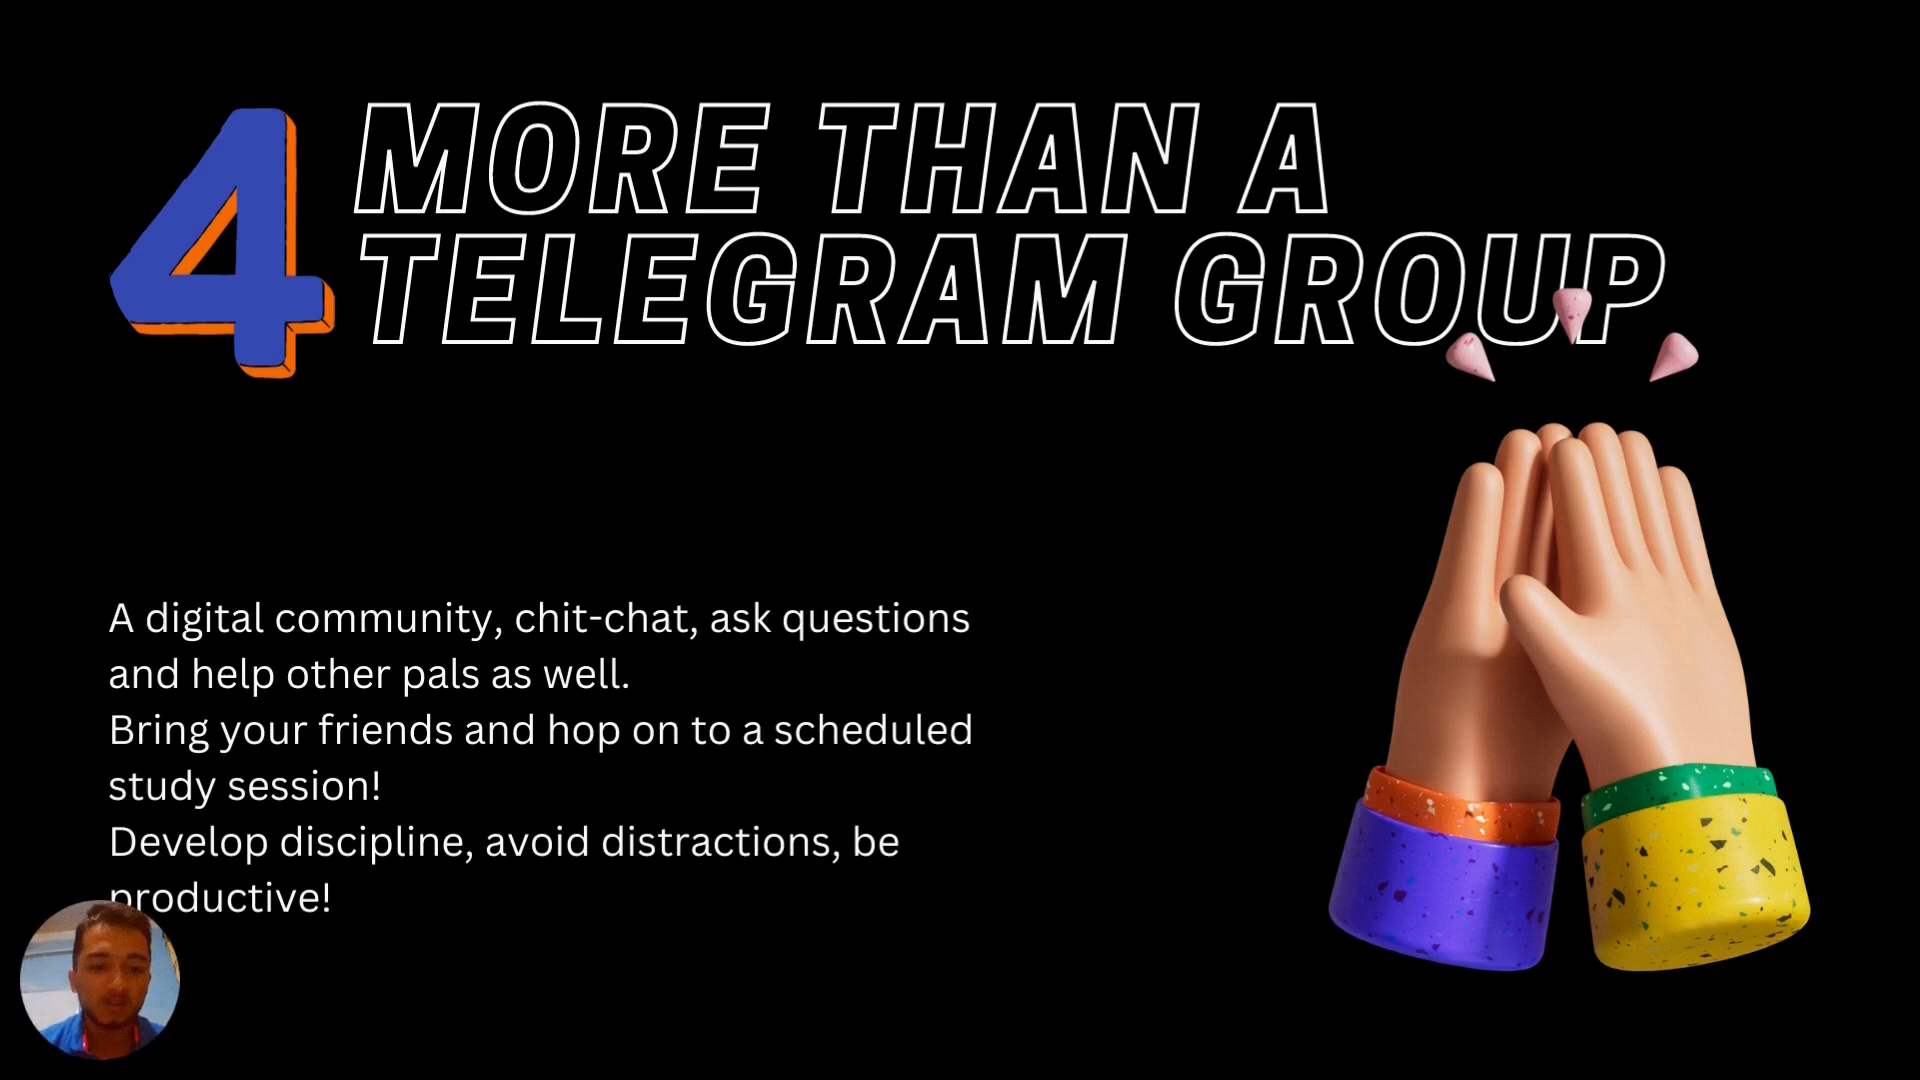 4 MORE THAN A
TELEGRAM GROUP
A digital community, chit-chat, ask questions
and help other pals as well.
Bring your friends and hop on to a scheduled
study session!
Develop discipline, avoid distractions, be
productive!